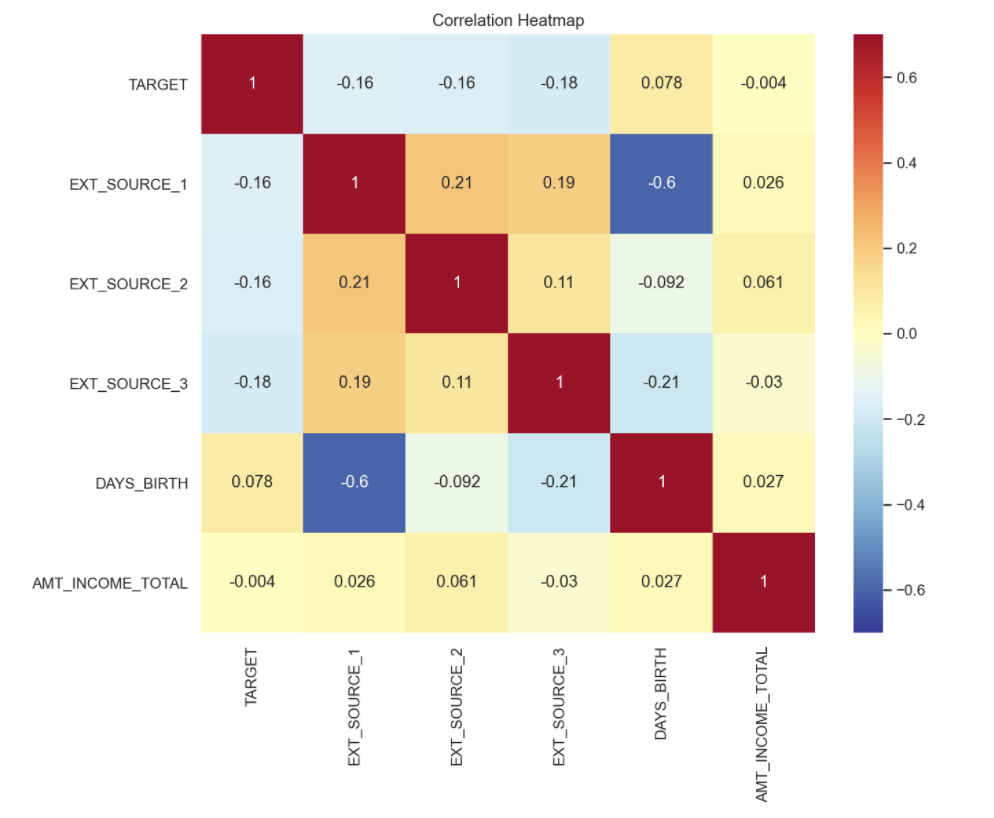 Correlation Heatmap
TARGET 1 -0.16 -0.16 -0.18 0.078 -0.004
EXT_SOURCE_1 -0.16 1 0.21 0.19 -0.6 0.026
EXT_SOURCE_2 -0.16 0.21 1 0.11 -0.092 0.061
EXT_SOURCE_3 -0.18 0.19 0.11 1 -0.21 -0.03
DAYS_BIRTH 0.078 -0.6 -0.092 -0.21 1 0.027
AMT_INCOME_TOTAL -0.004 0.026 0.061 -0.03 0.027 1
TARGET
EXT_SOURCE_1
EXT_SOURCE_2
EXT_SOURCE_3
DAYS_BIRTH
AMT_INCOME_TOTAL
0.6
0.4
0.2
0.0
−0.2
−0.4
−0.6